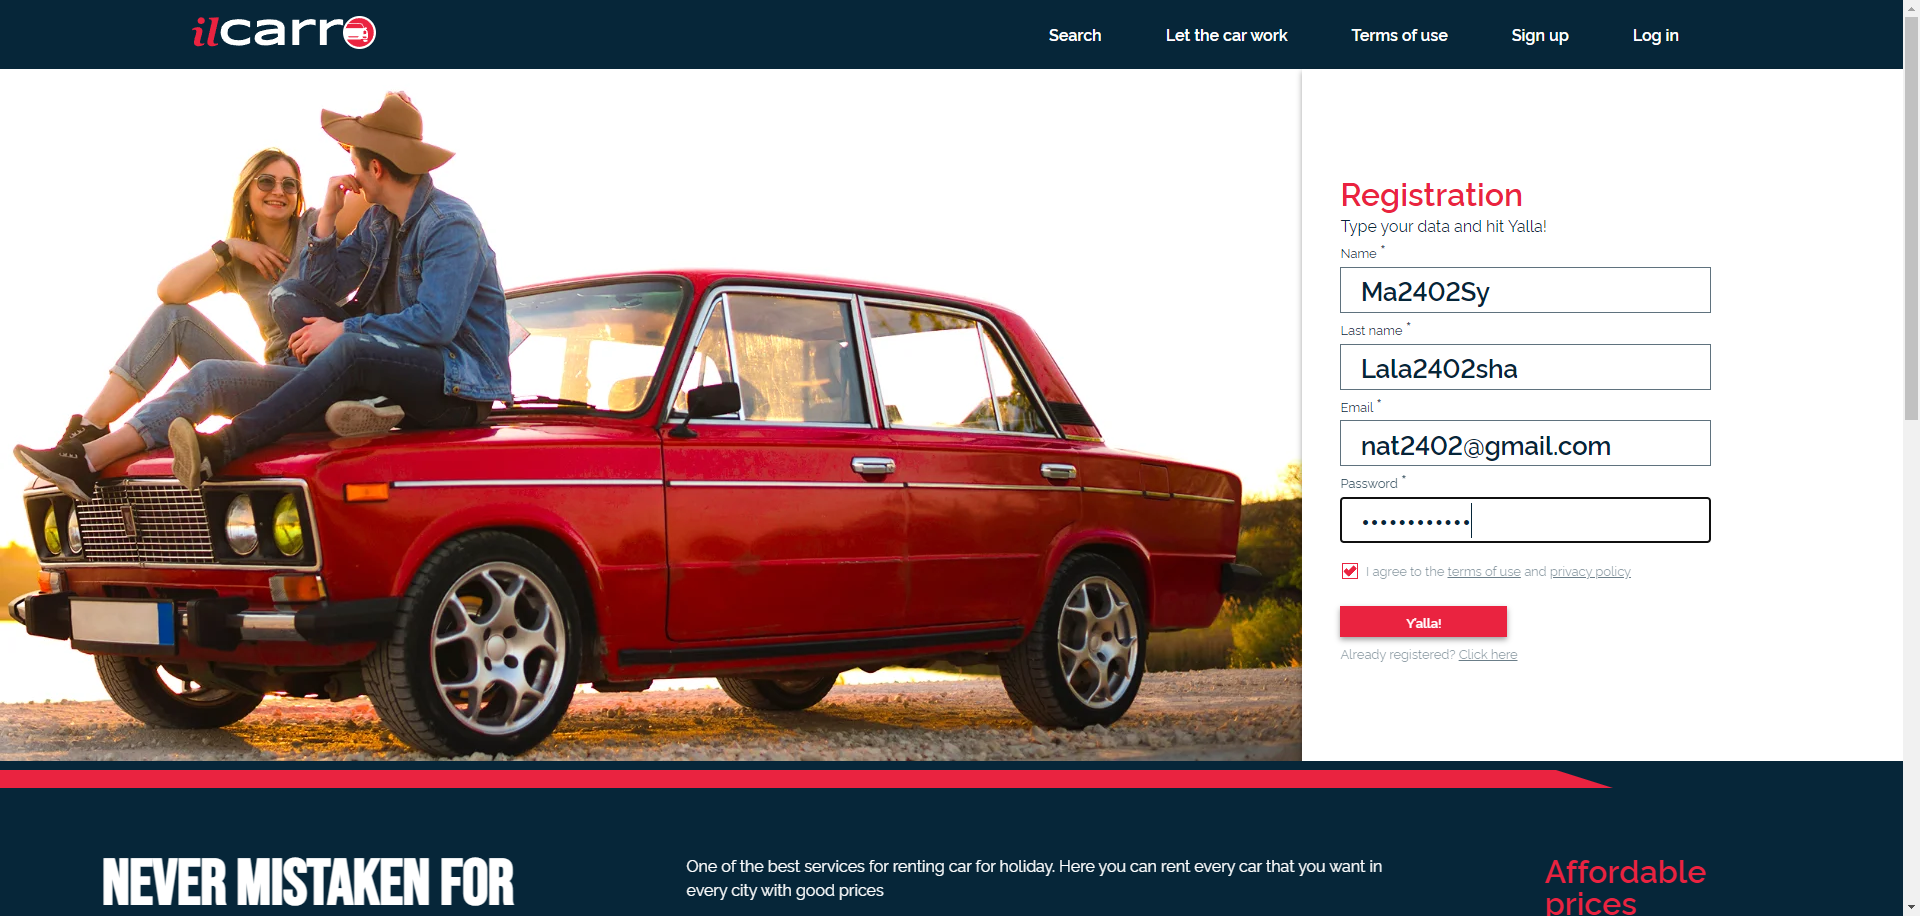 ilcarro
Search
Let the car work
Terms of use
Sign up
Log in
Registration
Type your data and hit Yalla!
Name *
Ma2402Sy
Last name *
Lala2402sha
Email *
nat2402@gmail.com
Password *
••••••••••••
I agree to the terms of use and privacy policy
Y'alla!
Already registered? Click here
NEVER MISTAKEN FOR
One of the best services for renting car for holiday. Here you can rent every car that you want in
every city with good prices
Affordable
prices